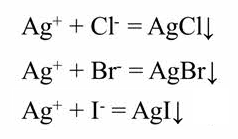 Ag⁺ + Cl⁻ = AgCl↓
Ag⁺ + Br⁻ = AgBr↓
Ag⁺ + I⁻ = AgI↓